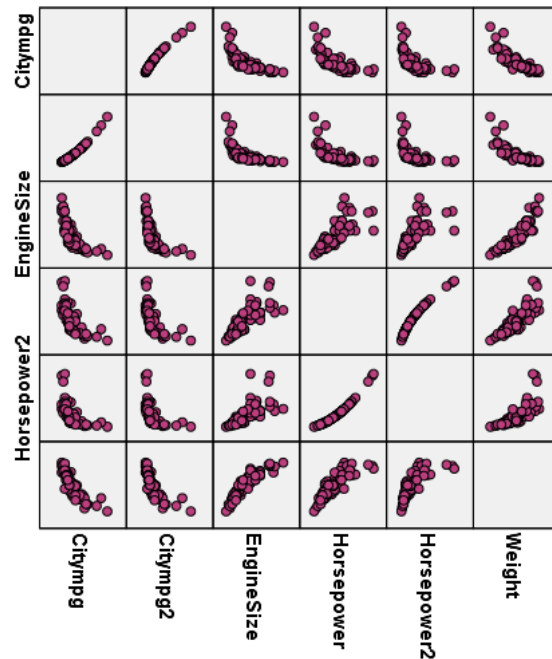 Citympg
EngineSize
Horsepower2
Citympg
Citympg2
EngineSize
Horsepower
Horsepower2
Weight